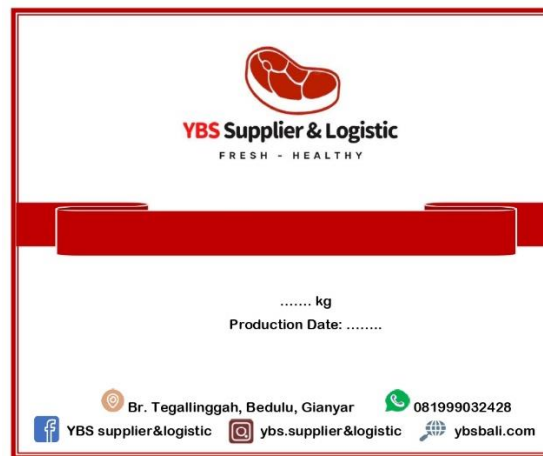 YBS Supplier & Logistic
FRESH - HEALTHY
....... kg
Production Date: ........
Br. Tegallinggah, Bedulu, Gianyar 081999032428
YBS supplier&logistic ybs.supplier&logistic ybsbali.com